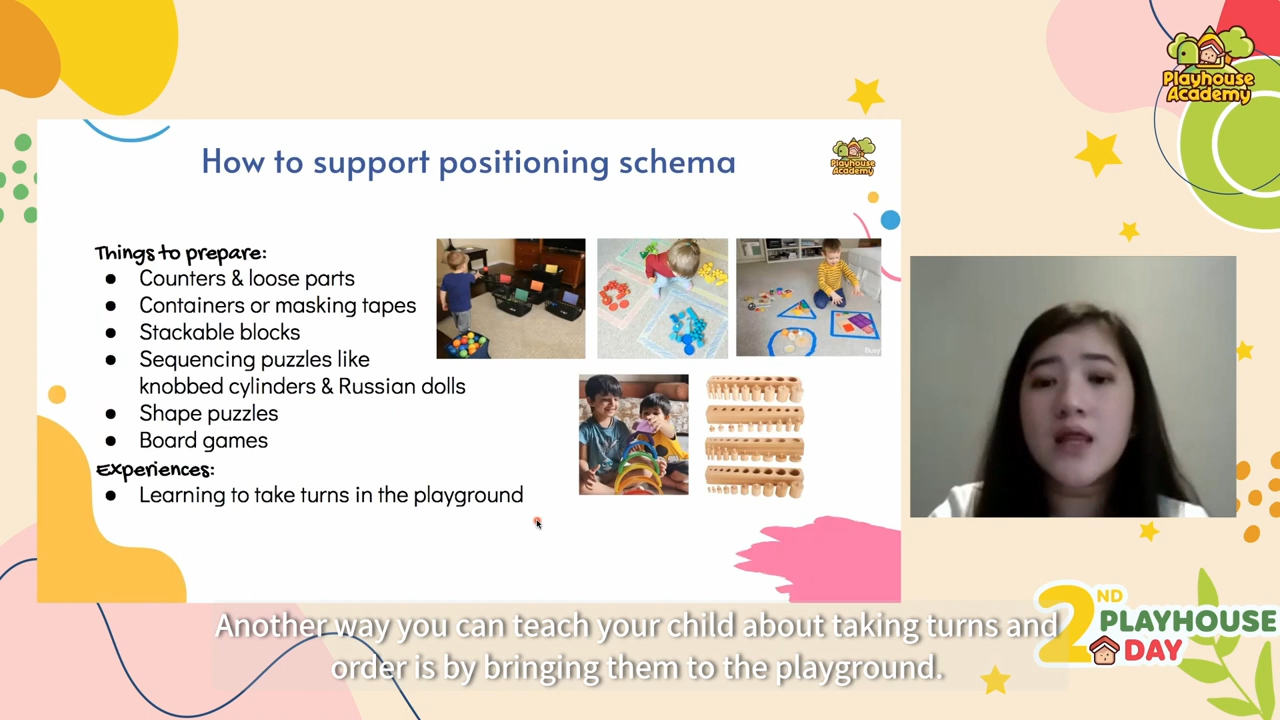 Playhouse
Academy
How to support positioning schema
Playhouse
Academy
Things to prepare:
● Counters & loose parts
● Containers or masking tapes
● Stackable blocks
● Sequencing puzzles like
knobbed cylinders & Russian dolls
● Shape puzzles
● Board games
Experiences:
● Learning to take turns in the playground
Busy
2ND PLAYHOUSE
DAY
Another way you can teach your child about taking turns and
order is by bringing them to the playground.